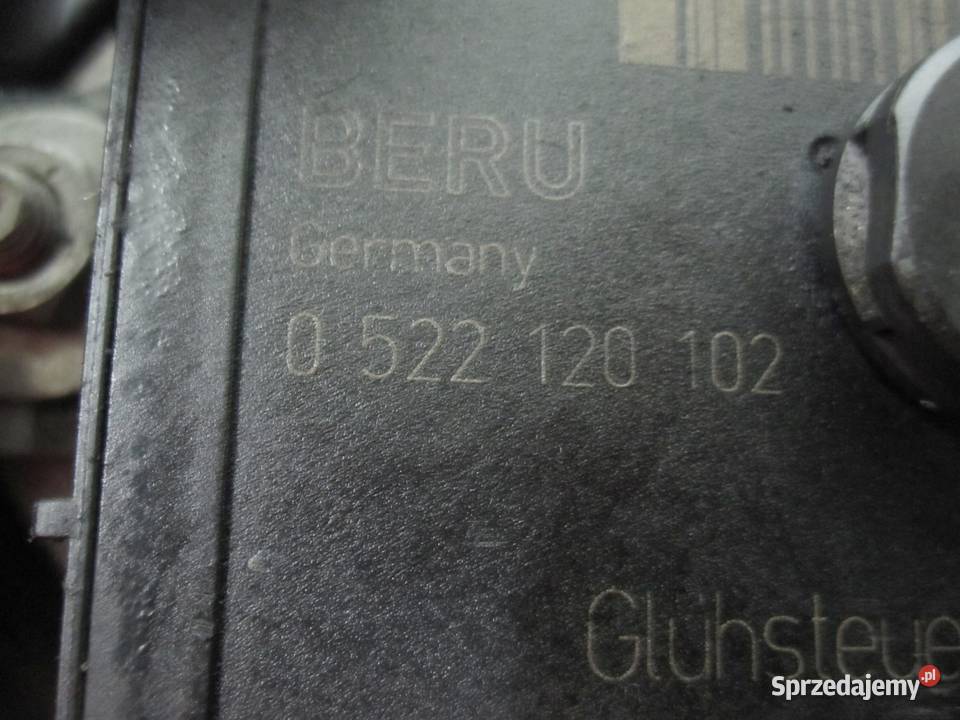 BERU
Germany
0 522 120 102
Glühsteue
Sprzedajemy.pl